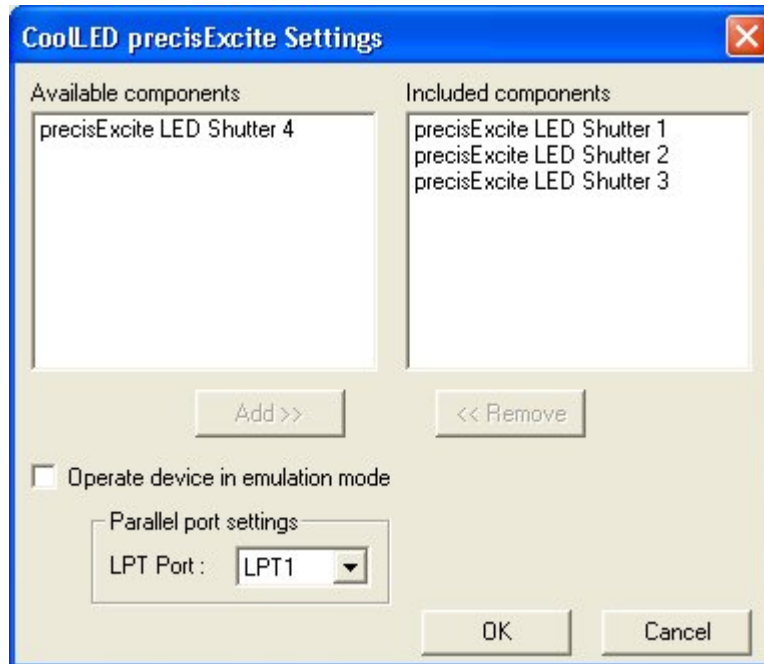 CoolLED precisExcite Settings
Available components
precisExcite LED Shutter 4
Included components
precisExcite LED Shutter 1
precisExcite LED Shutter 2
precisExcite LED Shutter 3
Add >>
<< Remove
Operate device in emulation mode
Parallel port settings
LPT Port :
LPT1
OK
Cancel